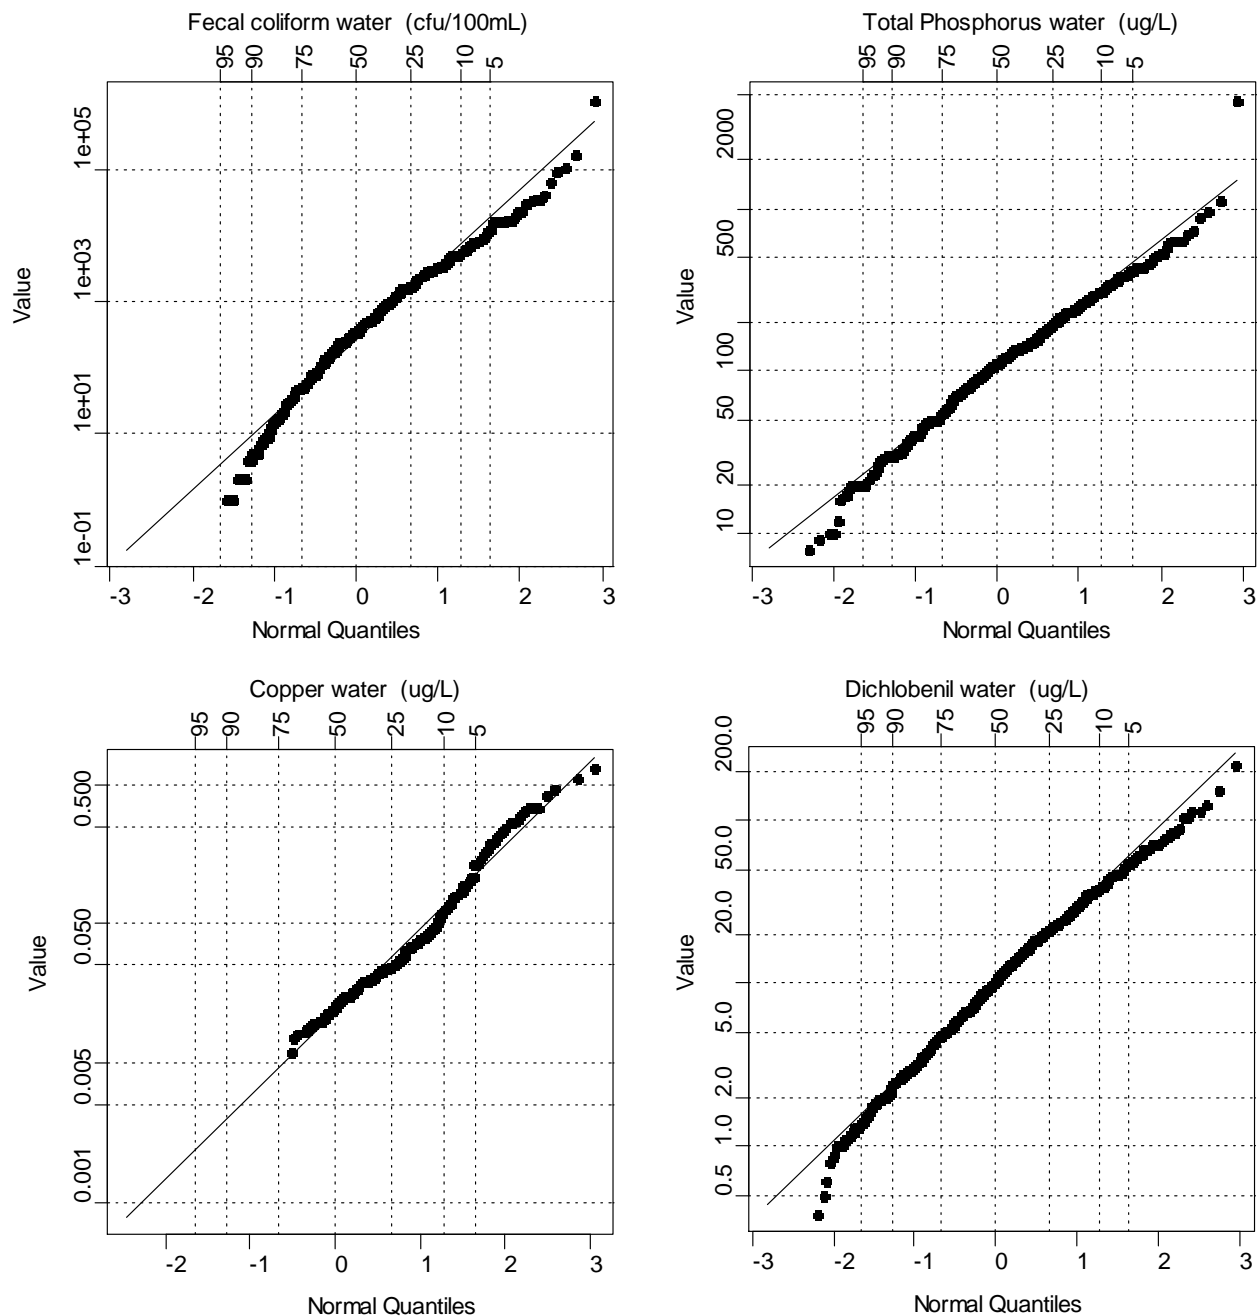 Fecal coliform water (cfu/100mL)
95 90 75 50 25 10 5
Value
1e+05
1e+03
1e+01
1e-01
-3 -2 -1 0 1 2 3
Normal Quantiles
Total Phosphorus water (ug/L)
95 90 75 50 25 10 5
Value
2000
500
100
50
20
10
-3 -2 -1 0 1 2 3
Normal Quantiles
Copper water (ug/L)
95 90 75 50 25 10 5
Value
0.500
0.050
0.005
0.001
-2 -1 0 1 2 3
Normal Quantiles
Dichlobenil water (ug/L)
95 90 75 50 25 10 5
Value
200.0
50.0
20.0
5.0
2.0
1.0
0.5
-3 -2 -1 0 1 2 3
Normal Quantiles